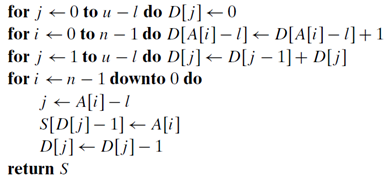 for j ← 0 to u − l do D[j] ← 0
for i ← 0 to n − 1 do D[A[i] − l] ← D[A[i] − l] + 1
for j ← 1 to u − l do D[j] ← D[j − 1] + D[j]
for i ← n − 1 downto 0 do
j ← A[i] − l
S[D[j] − 1] ← A[i]
D[j] ← D[j] − 1
return S